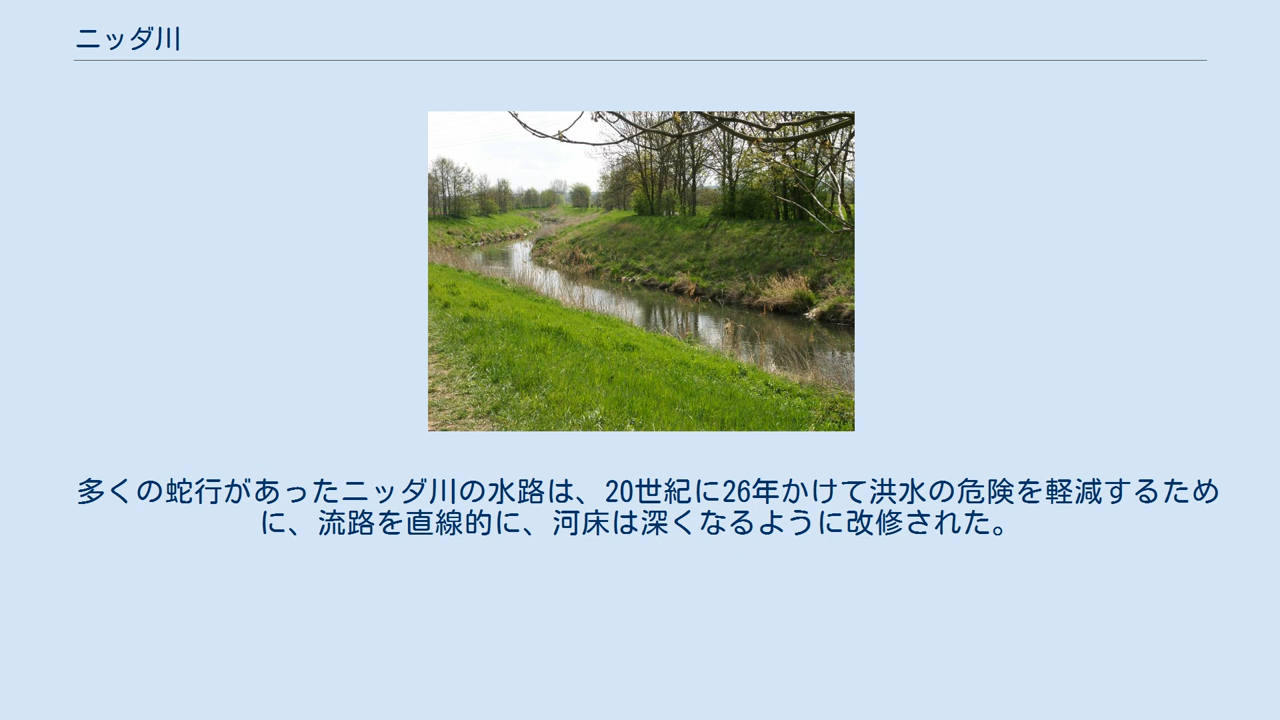 ニッダ川
多くの蛇行があったニッダ川の水路は、20世紀に26年かけて洪水の危険を軽減するため
に、流路を直線的に、河床は深くなるように改修された。